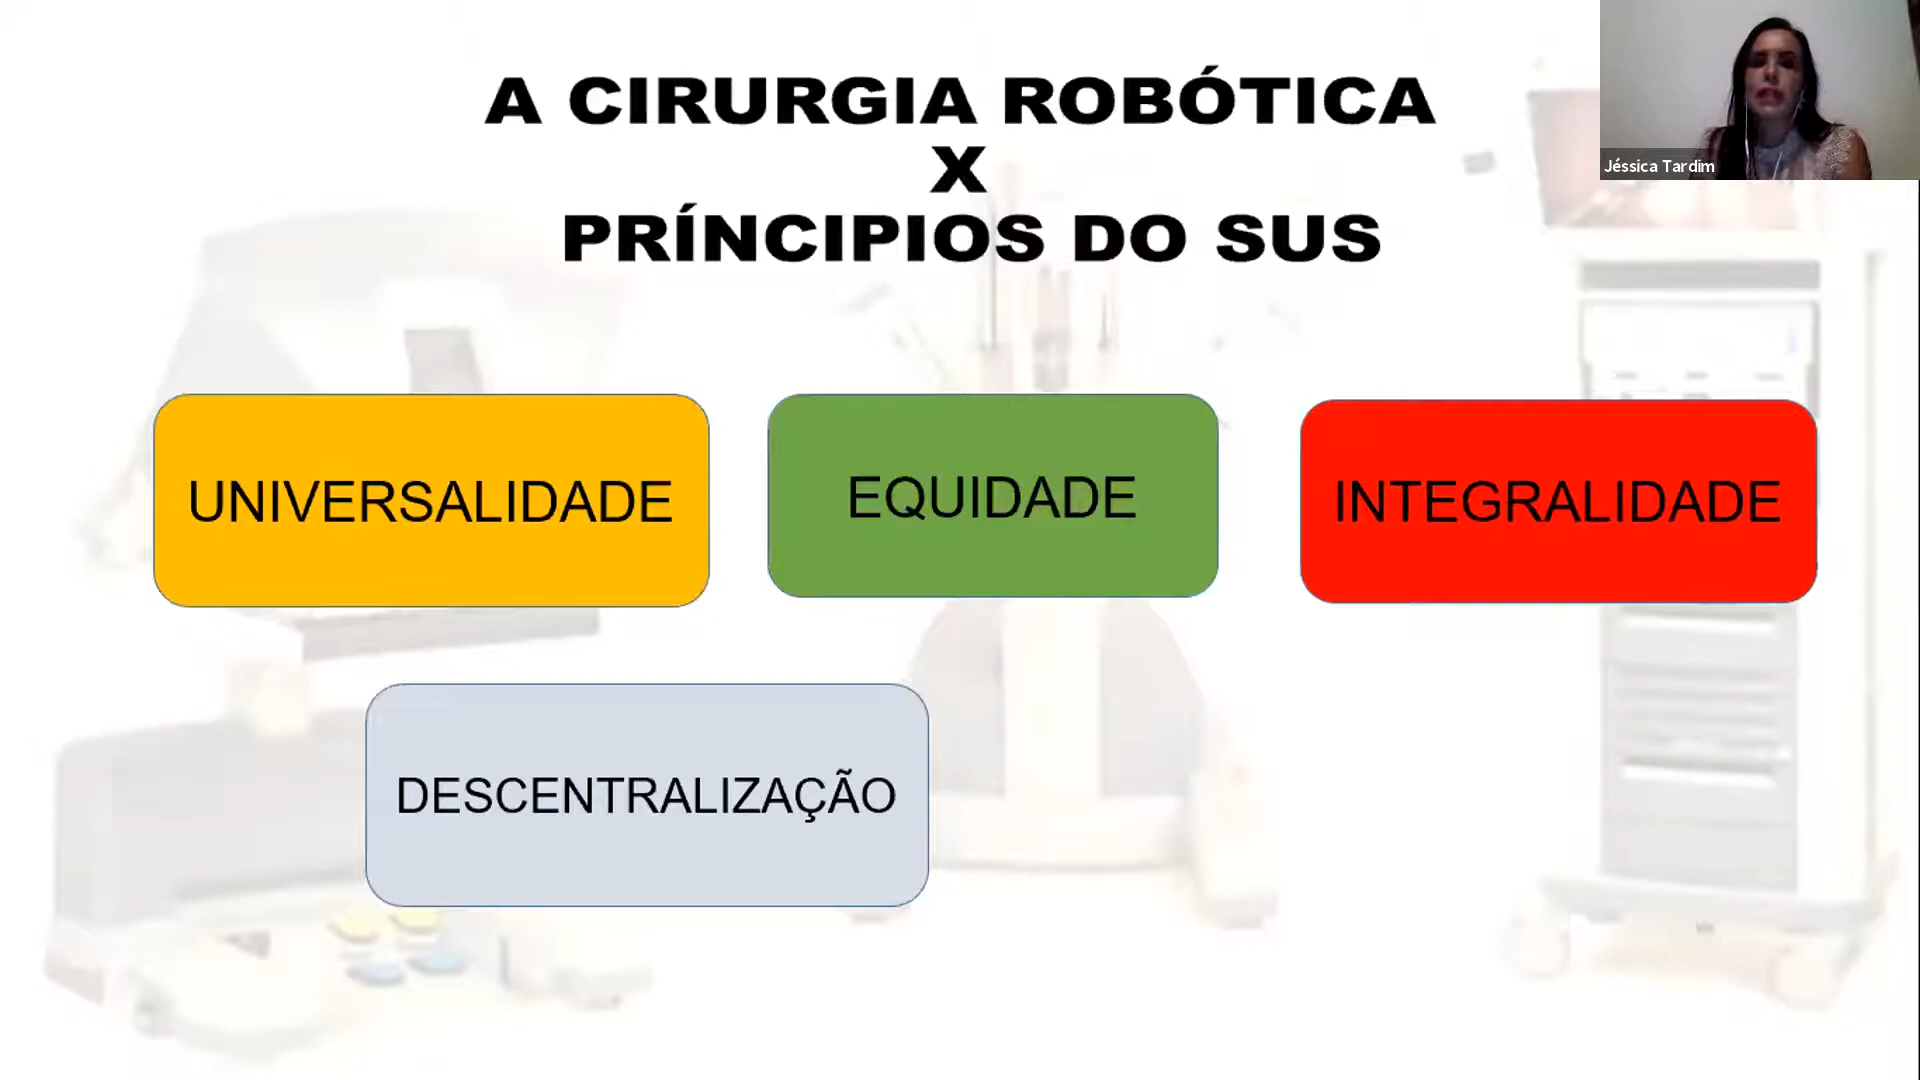 A CIRURGIA ROBÓTICA
X
PRÍNCIPIOS DO SUS
Jéssica Tardim
UNIVERSALIDADE
EQUIDADE
INTEGRALIDADE
DESCENTRALIZAÇÃO